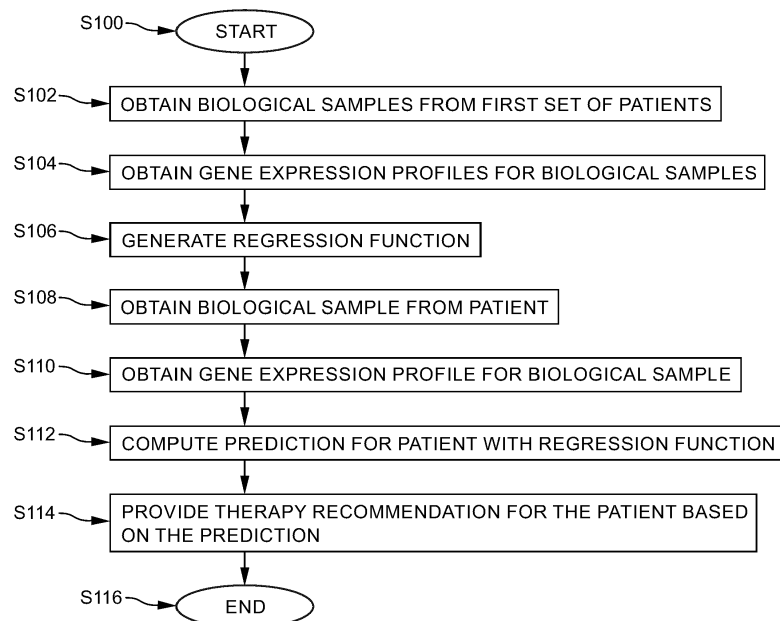 S100
START
S102
OBTAIN BIOLOGICAL SAMPLES FROM FIRST SET OF PATIENTS
S104
OBTAIN GENE EXPRESSION PROFILES FOR BIOLOGICAL SAMPLES
S106
GENERATE REGRESSION FUNCTION
S108
OBTAIN BIOLOGICAL SAMPLE FROM PATIENT
S110
OBTAIN GENE EXPRESSION PROFILE FOR BIOLOGICAL SAMPLE
S112
COMPUTE PREDICTION FOR PATIENT WITH REGRESSION FUNCTION
S114
PROVIDE THERAPY RECOMMENDATION FOR THE PATIENT BASED
ON THE PREDICTION
S116
END